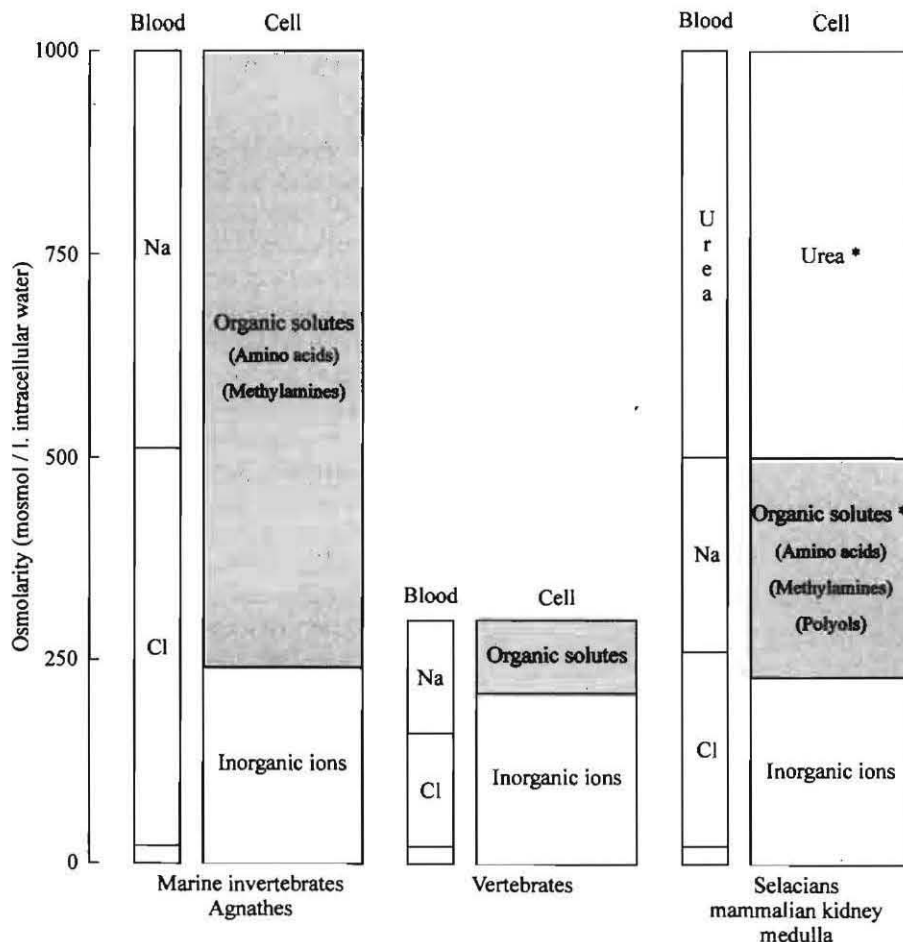 Osmolarity (mosmol / l. intracellular water)
1000
750
500
250
0
Blood
Cell
Na
Cl
Organic solutes
(Amino acids)
(Methylamines)
Inorganic ions
Marine invertebrates
Agnathes
Blood
Cell
Na
Cl
Organic solutes
Inorganic ions
Vertebrates
Blood
Cell
Urea
Na
Cl
Urea *
Organic solutes *
(Amino acids)
(Methylamines)
(Polyols)
Inorganic ions
Selacians
mammalian kidney
medulla